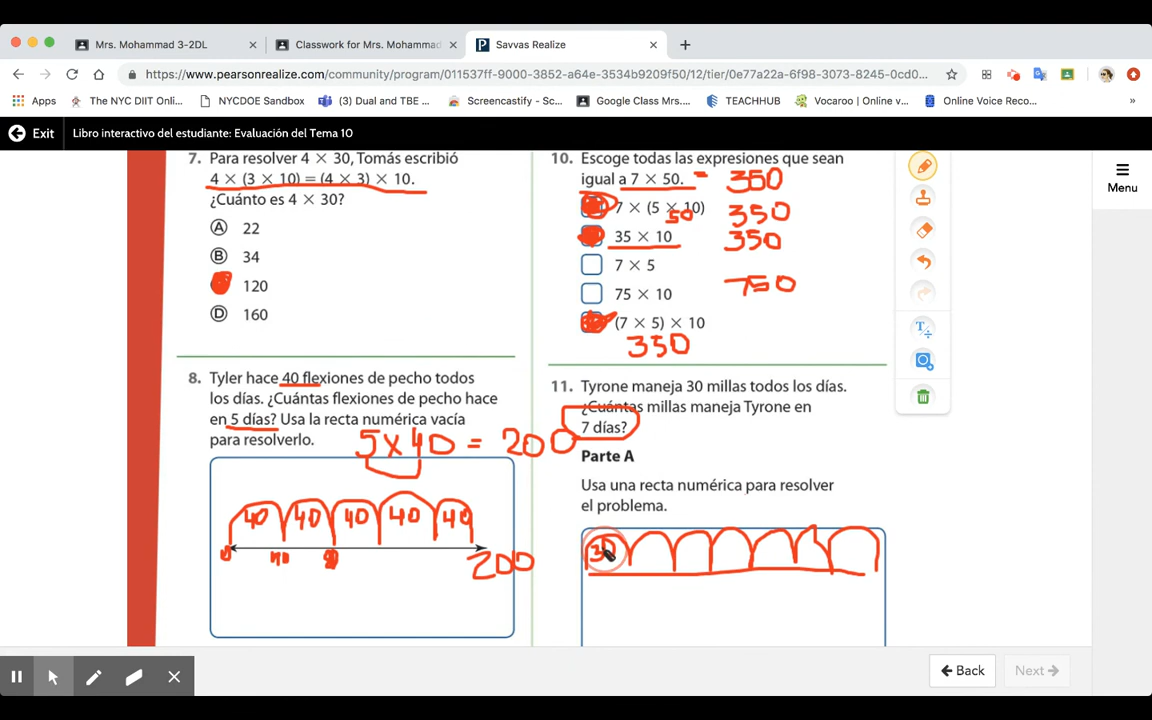 Mrs. Mohammad 3-2DL
Classwork for Mrs. Mohammad
Savvas Realize
https://www.pearsonrealize.com/community/program/011537ff-9000-3852-a64e-3534b9209f50/12/tier/0e77a22a-6f98-3073-8245-0cd0...
Apps
The NYC DIIT Onli...
NYCDOE Sandbox
(3) Dual and TBE ...
Screencastify - Sc...
Google Class Mrs....
TEACHHUB
Vocaroo | Online v...
Online Voice Reco...
»
Exit
Libro interactivo del estudiante: Evaluación del Tema 10
Menu
7. Para resolver 4 × 30, Tomás escribió
4 × (3 × 10) = (4 × 3) × 10.
¿Cuánto es 4 × 30?
A 22
B 34
120
D 160
8. Tyler hace 40 flexiones de pecho todos
los días. ¿Cuántas flexiones de pecho hace
en 5 días? Usa la recta numérica vacía
para resolverlo.
5 x 40 = 200
40 40 40 40 40
0 40
200
10. Escoge todas las expresiones que sean
igual a 7 × 50. = 350
7 × (5 × 10) 350
50
35 × 10 350
7 × 5
75 × 10 750
(7 × 5) × 10
350
11. Tyrone maneja 30 millas todos los días.
¿Cuántas millas maneja Tyrone en
7 días?
Parte A
Usa una recta numérica para resolver
el problema.
30
Back
Next